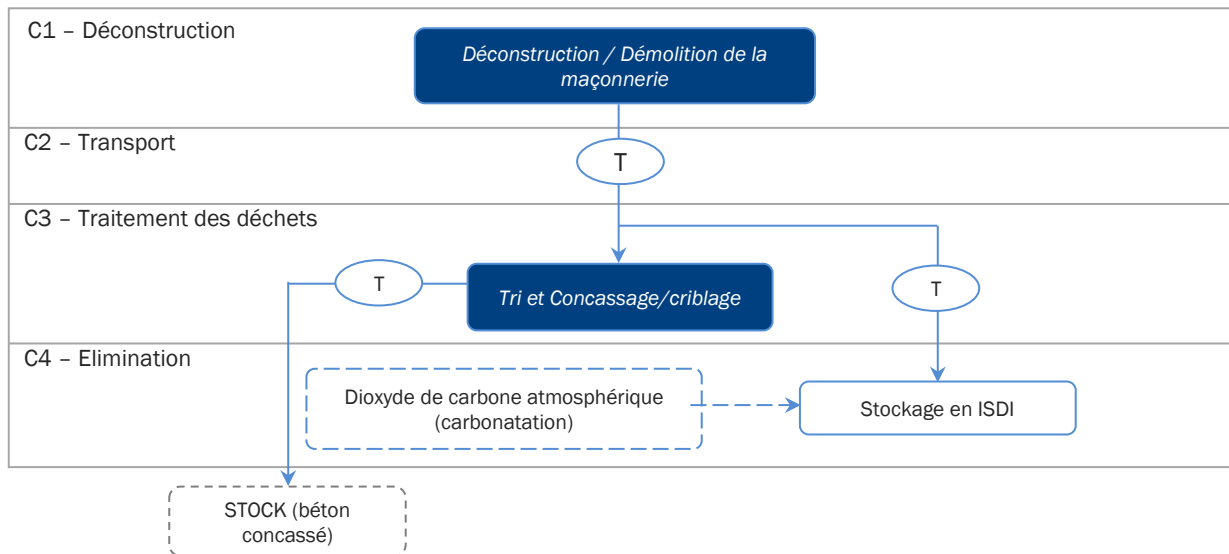 C1 – Déconstruction
Déconstruction / Démolition de la
maçonnerie
C2 – Transport
T
C3 – Traitement des déchets
T
Tri et Concassage/criblage
T
C4 – Elimination
Dioxyde de carbone atmosphérique
(carbonatation)
Stockage en ISDI
STOCK (béton
concassé)